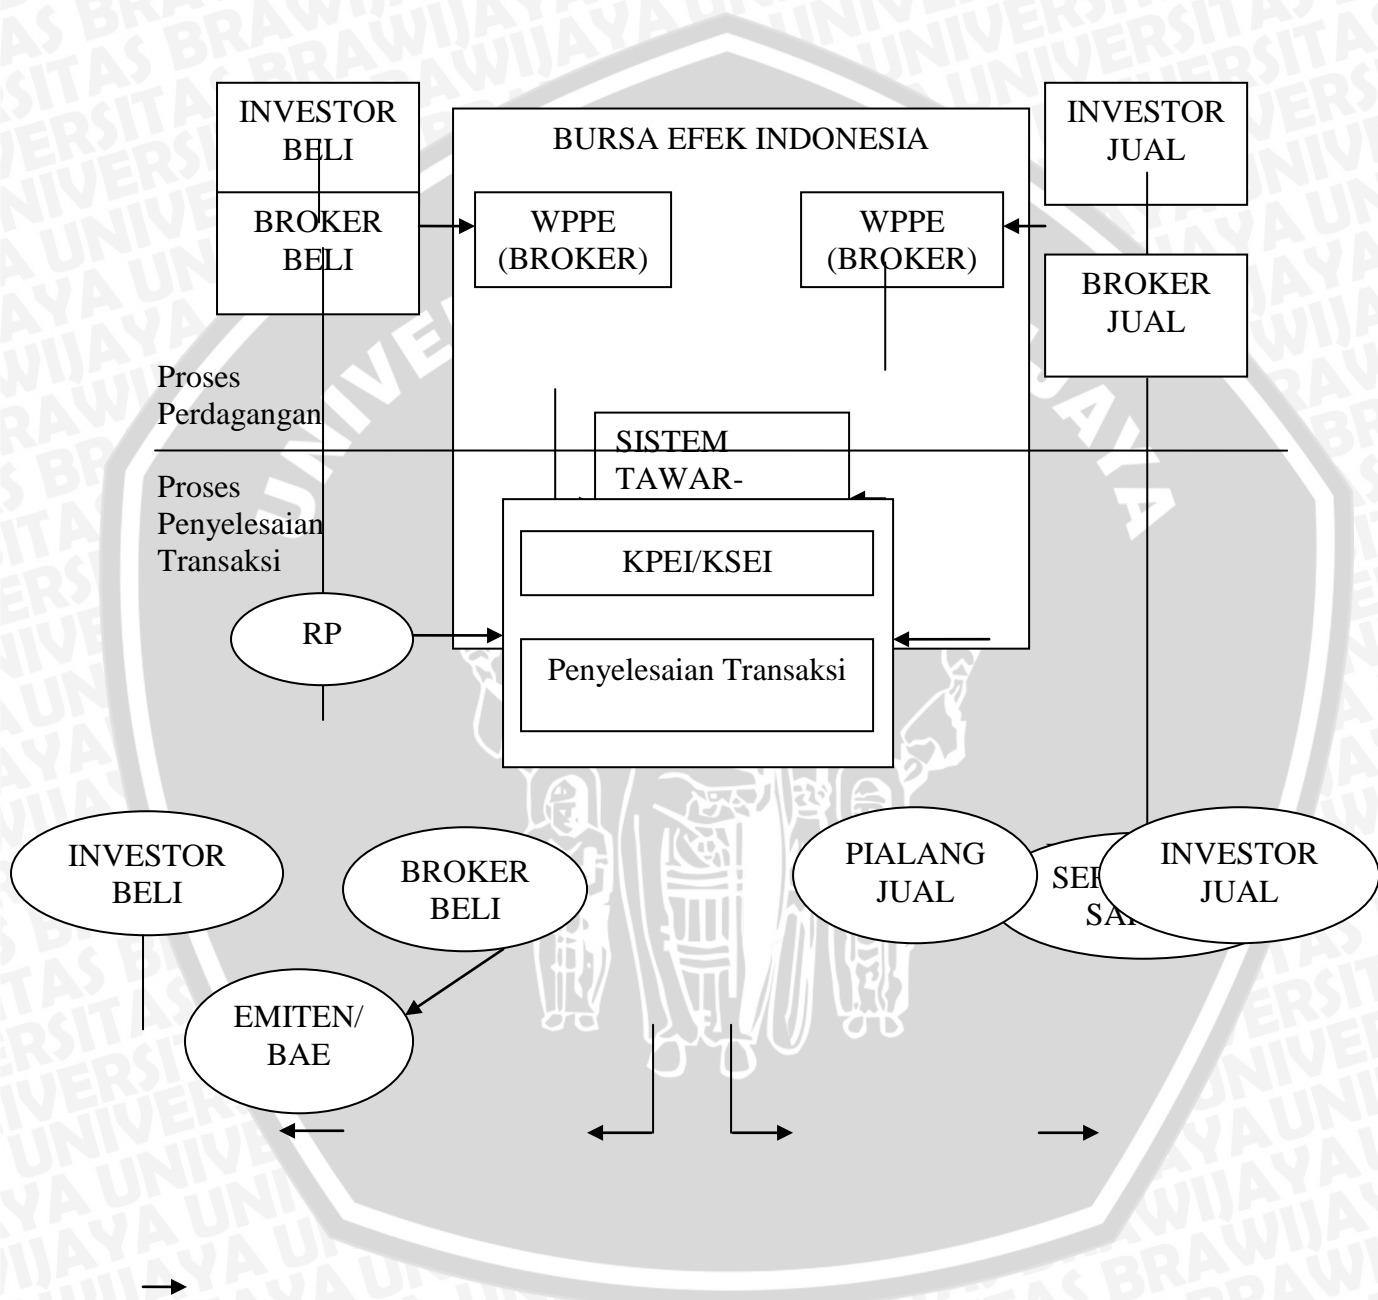 INVESTOR
BELI
BURSA EFEK INDONESIA
INVESTOR
JUAL
BROKER
BELI
WPPE
(BROKER)
WPPE
(BROKER)
BROKER
JUAL
Proses
Perdagangan
SISTEM
TAWAR-
Proses
Penyelesaian
Transaksi
KPEI/KSEI
RP
Penyelesaian Transaksi
INVESTOR
BELI
BROKER
BELI
PIALANG
JUAL
INVESTOR
JUAL
EMITEN/
BAE